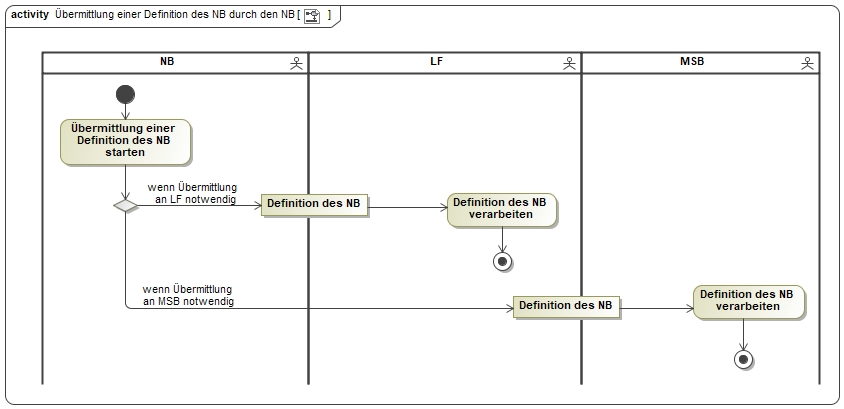 activity Übermittlung einer Definition des NB durch den NB [ ]
NB
LF
MSB
Übermittlung einer
Definition des NB
starten
wenn Übermittlung
an LF notwendig
Definition des NB
Definition des NB
verarbeiten
wenn Übermittlung
an MSB notwendig
Definition des NB
Definition des NB
verarbeiten